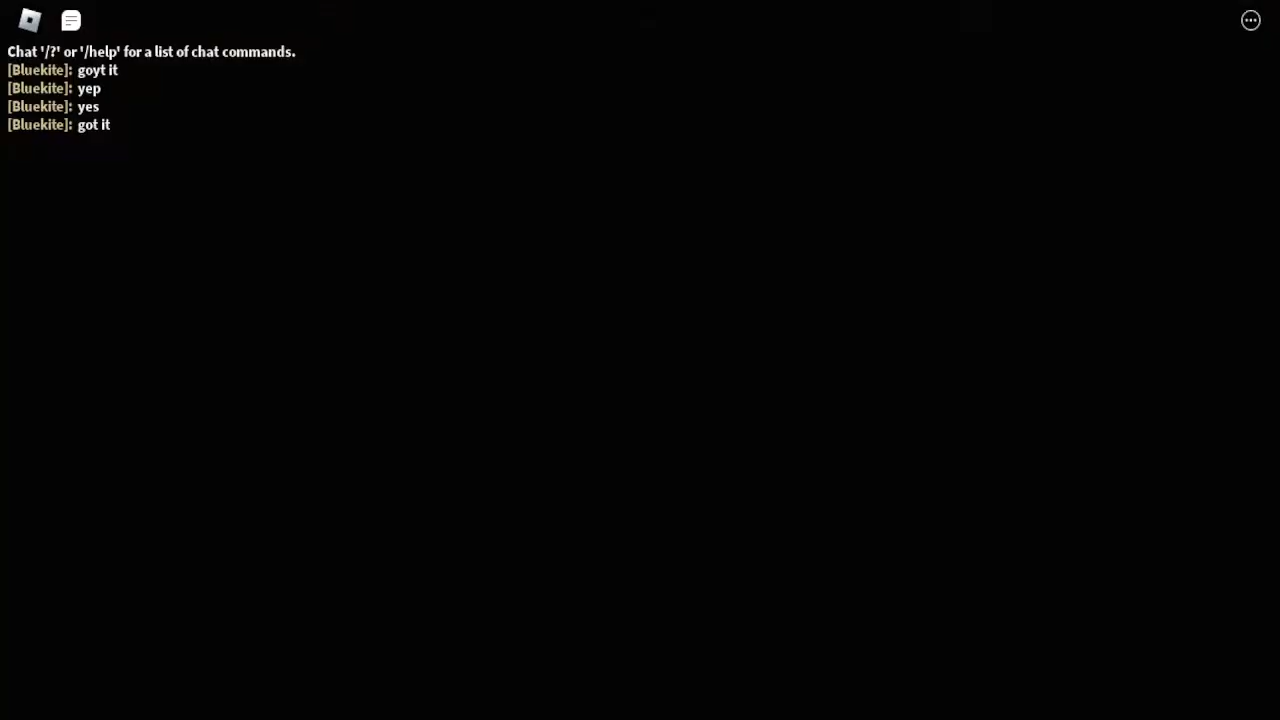 Chat '/?' or '/help' for a list of chat commands.
[Bluekite]: goyt it
[Bluekite]: yep
[Bluekite]: yes
[Bluekite]: got it